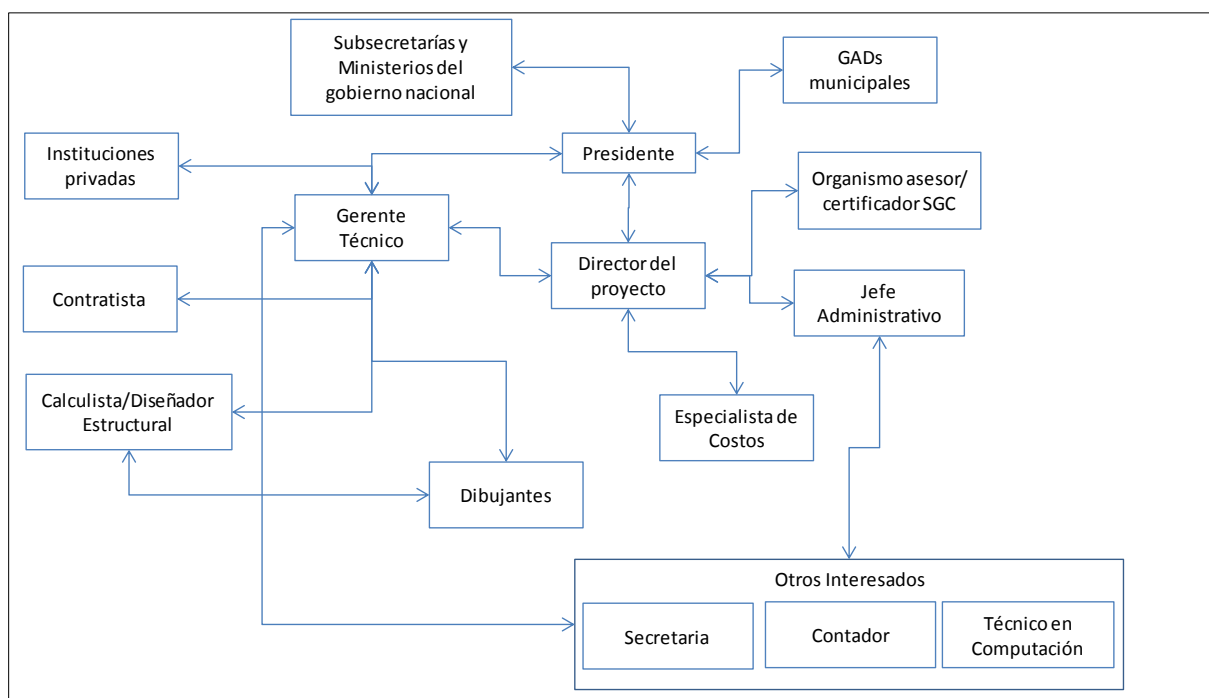 Subsecretarías y
Ministerios del
gobierno nacional
GADs
municipales
Instituciones
privadas
Presidente
Organismo asesor/
certificador SGC
Gerente
Técnico
Director del
proyecto
Contratista
Jefe
Administrativo
Calculista/Diseñador
Estructural
Especialista de
Costos
Dibujantes
Otros Interesados
Secretaria
Contador
Técnico en
Computación